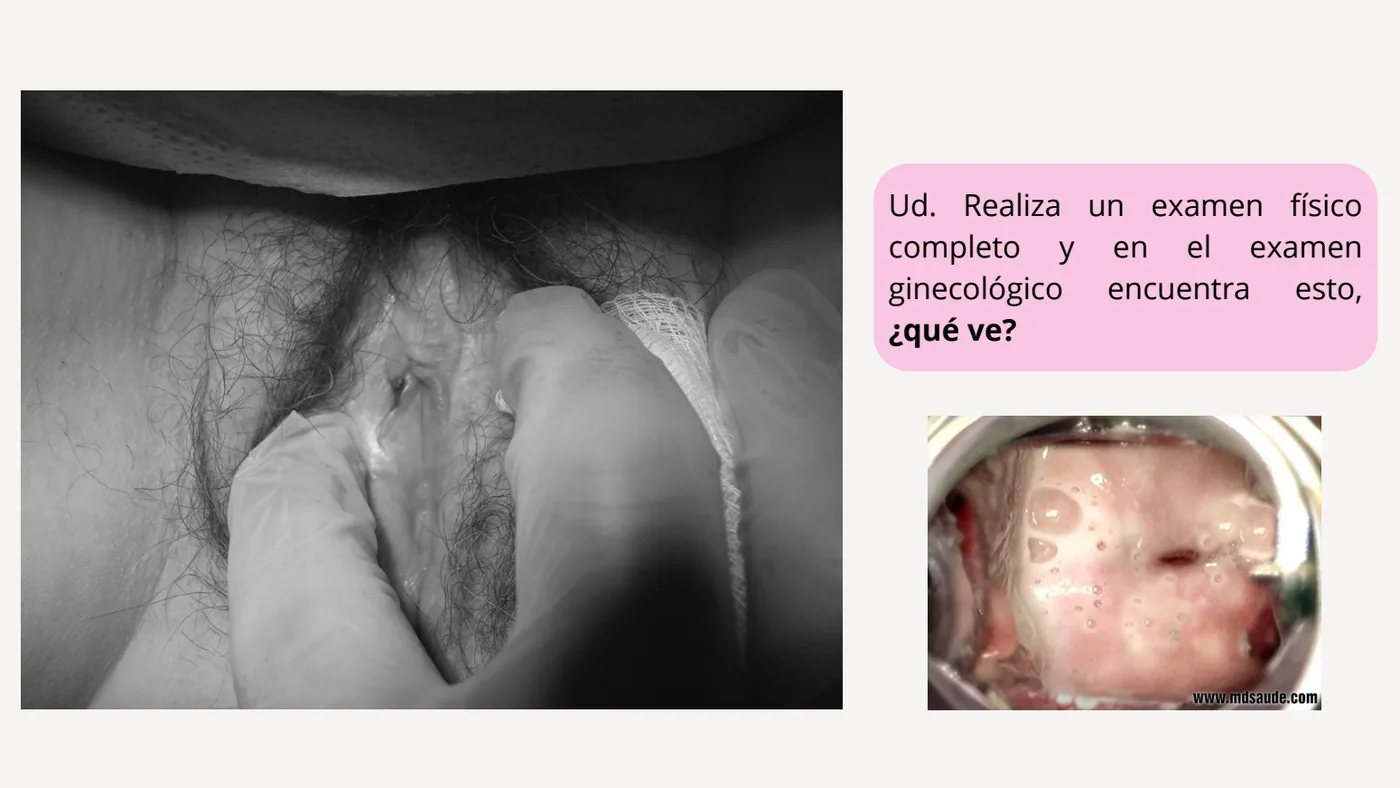 Ud. Realiza un examen físico
completo y en el examen
ginecológico encuentra esto,
¿qué ve?
www.mdsaude.com